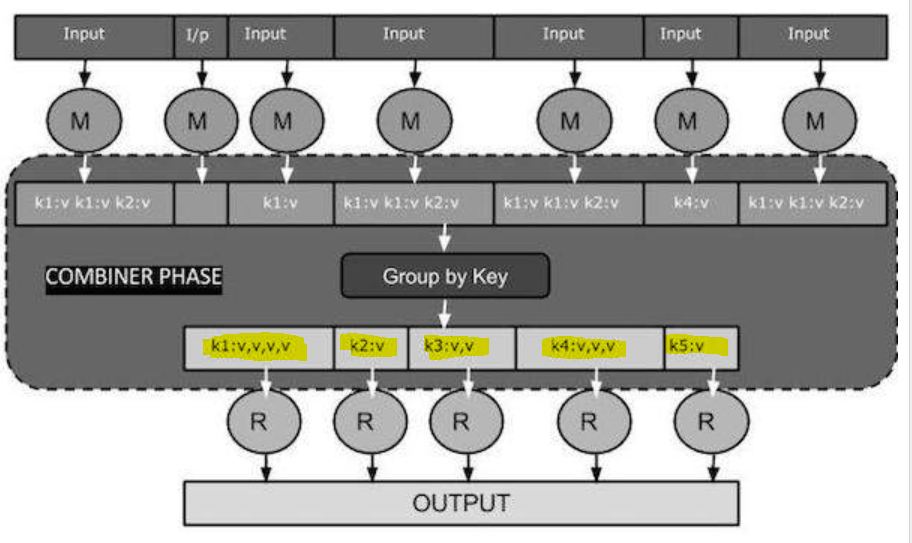 Input I/p Input Input Input Input Input
M M M M M M M
k1:v k1:v k2:v k1:v k1:v k1:v k2:v k1:v k1:v k2:v k4:v k1:v k1:v k2:v
COMBINER PHASE
Group by Key
k1:v,v,v,v k2:v k3:v,v k4:v,v,v k5:v
R R R R R
OUTPUT